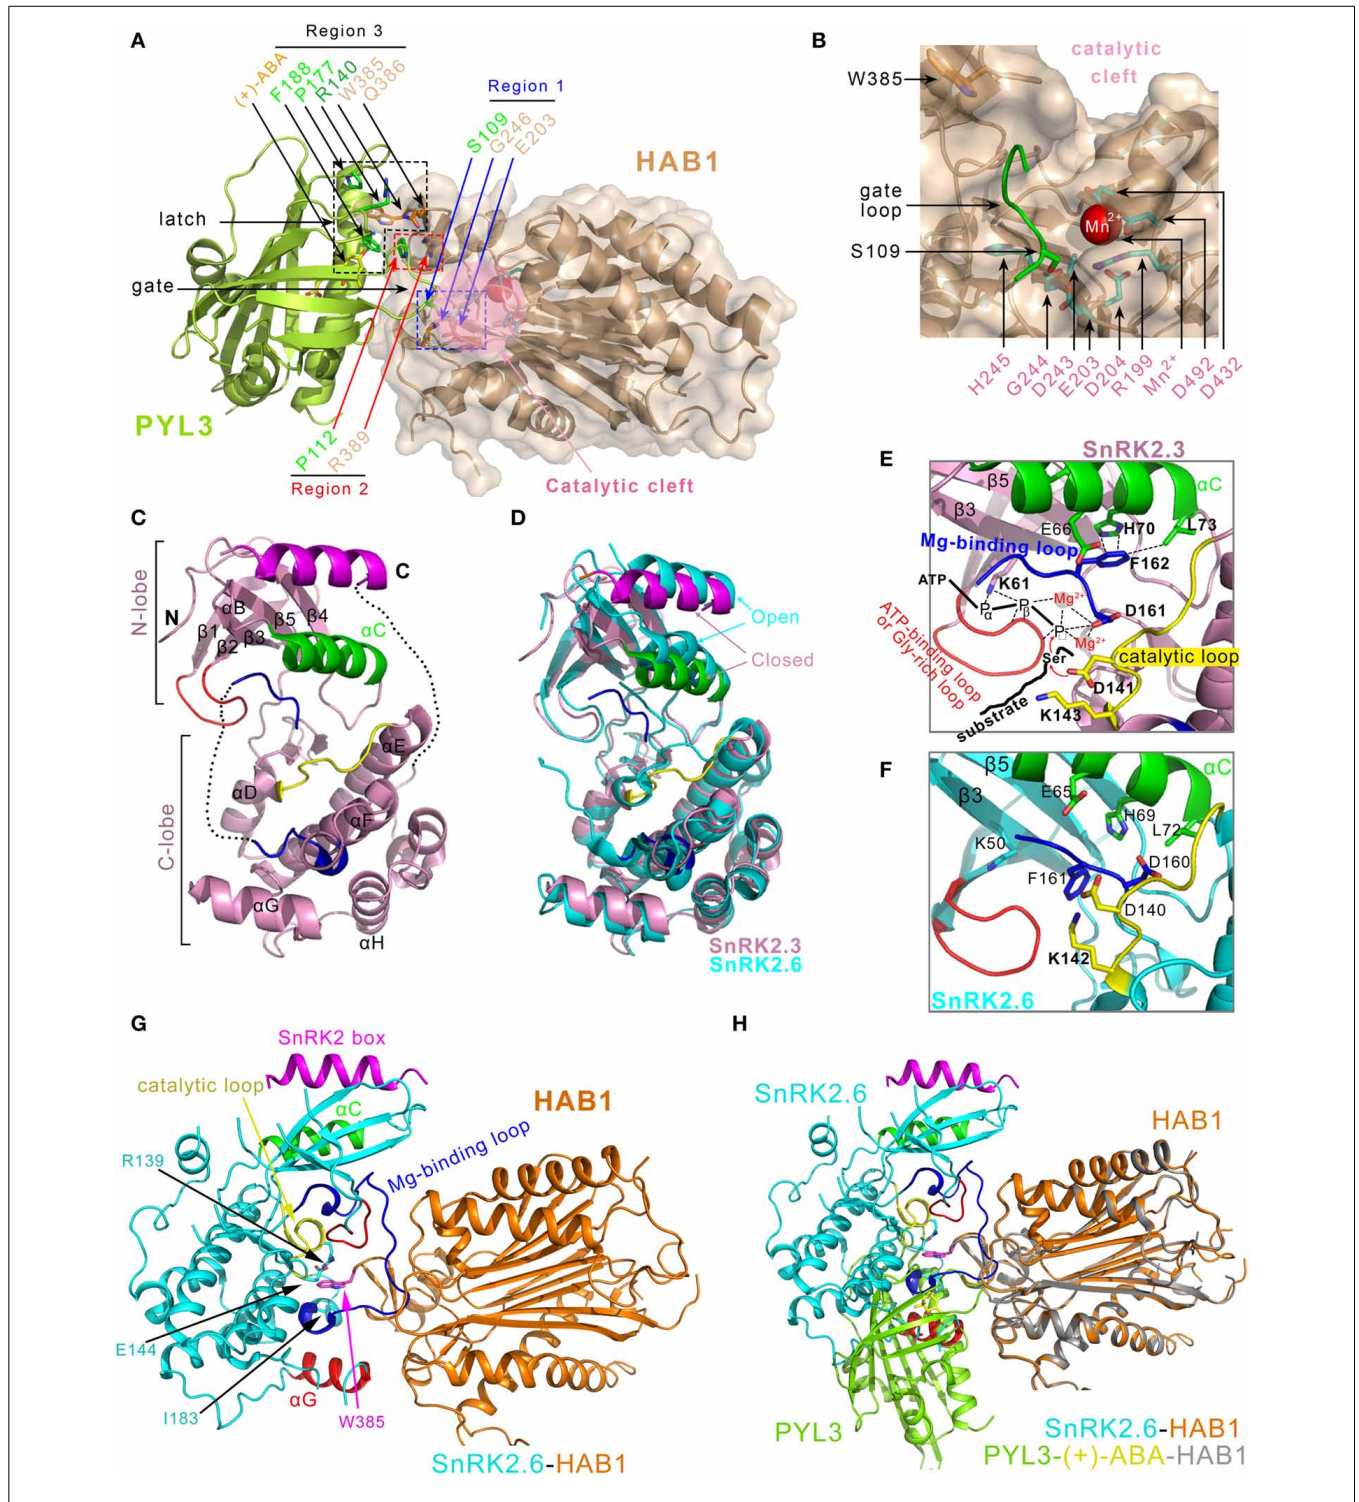 A
Region 3
(+)-ABA
F188
P177
R140
W385
Q386
Region 1
S109
G246
E203
HAB1
latch
gate
PYL3
P112
R389
Region 2
Catalytic cleft
B
catalytic
cleft
W385
gate
loop
S109
Mn2+
H245
G244
D243
E203
D204
R199
Mn2+
D492
D432
C
N-lobe
C-lobe
N
C
αB
β1
β2
β3
β5
β4
αC
αE
αD
αF
αG
αH
D
Open
Closed
SnRK2.3
SnRK2.6
E
SnRK2.3
β5
β3
αC
E66
H70
L73
Mg-binding loop
F162
ATP
K61
Pα
Pβ
Mg2+
D161
P
Mg2+
ATP-binding loop
or Gly-rich loop
Ser
catalytic loop
D141
substrate
K143
F
β5
β3
αC
E65
H69
L72
K50
D160
F161
D140
K142
SnRK2.6
G
SnRK2 box
catalytic loop
αC
HAB1
R139
Mg-binding loop
E144
I183
αG
W385
SnRK2.6-HAB1
H
SnRK2.6
HAB1
PYL3
SnRK2.6-HAB1
PYL3-(+)-ABA-HAB1